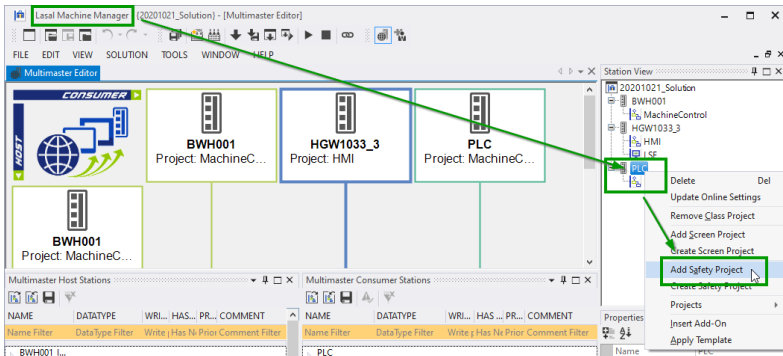 Lasal Machine Manager (20201021_Solution) - [Multimaster Editor]
FILE EDIT VIEW SOLUTION TOOLS WINDOW HELP
Multimaster Editor
CONSUMER
HOST
BWH001
Project: MachineC...
HGW1033_3
Project: HMI
PLC
Project: MachineC...
BWH001
Project: MachineC...
Station View
20201021_Solution
BWH001
MachineControl
HGW1033_3
HMI
LSE
PLC
Delete Del
Update Online Settings
Remove Class Project
Add Screen Project
Create Screen Project
Add Safety Project
Create Safety Project
Projects
Insert Add-On
Apply Template
Multimaster Host Stations
NAME DATATYPE WRI... HAS... PR... COMMENT
Name Filter DataType Filter Write Has Ne Prior Comment Filter
BWH001 I...
Multimaster Consumer Stations
NAME DATATYPE WRI... HAS ... PR... COMMENT
Name Filter DataType Filter Write Has Ne Prior Comment Filter
PLC
Properties
Name PLC